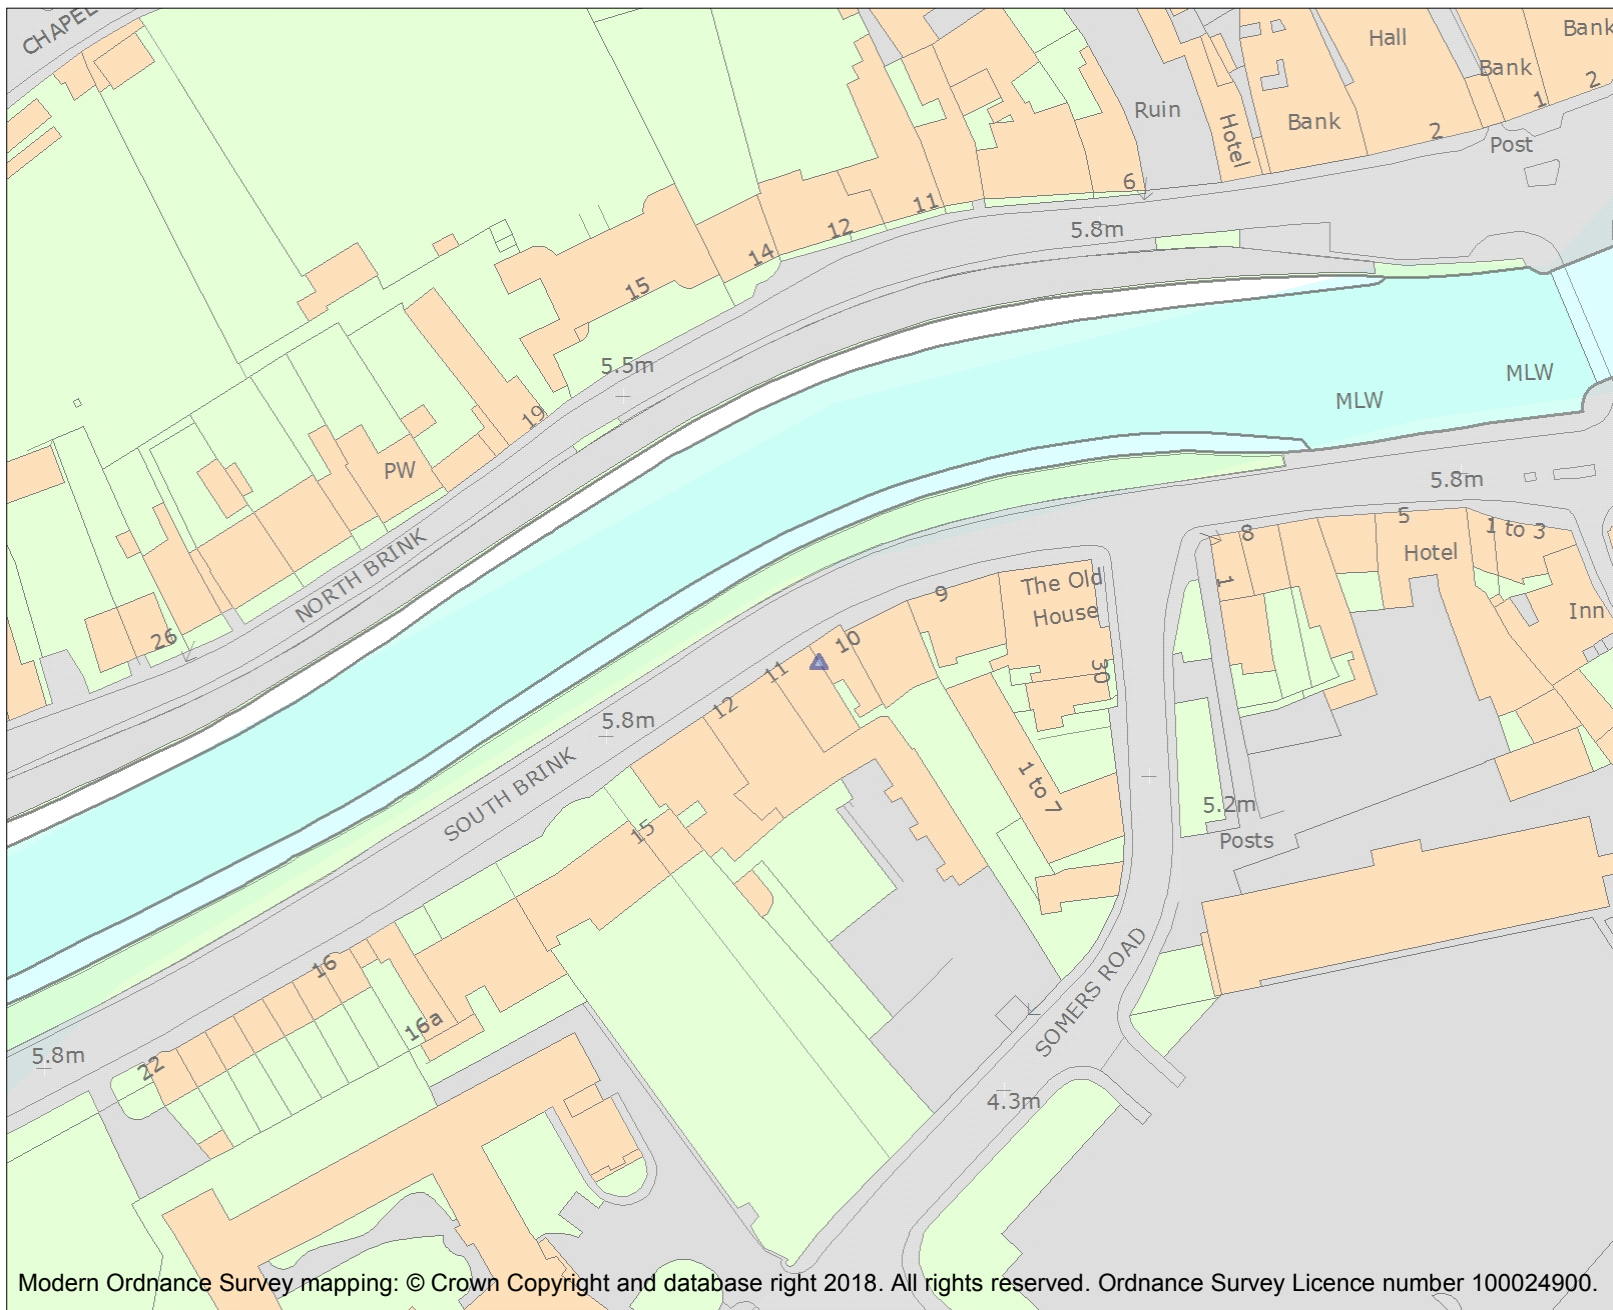 CHAPEL
Hall
Bank
Bank
2
1
Bank
2
Post
Ruin
Hotel
6
11
12
14
15
5.8m
5.5m
19
PW
NORTH BRINK
26
MLW
MLW
5.8m
8
5
1 to 3
Hotel
1
Inn
The Old
House
9
10
11
12
30
5.8m
SOUTH BRINK
1 to 7
5.2m
Posts
15
16
16a
22
5.8m
SOMERS ROAD
4.3m
Modern Ordnance Survey mapping: © Crown Copyright and database right 2018. All rights reserved. Ordnance Survey Licence number 100024900.